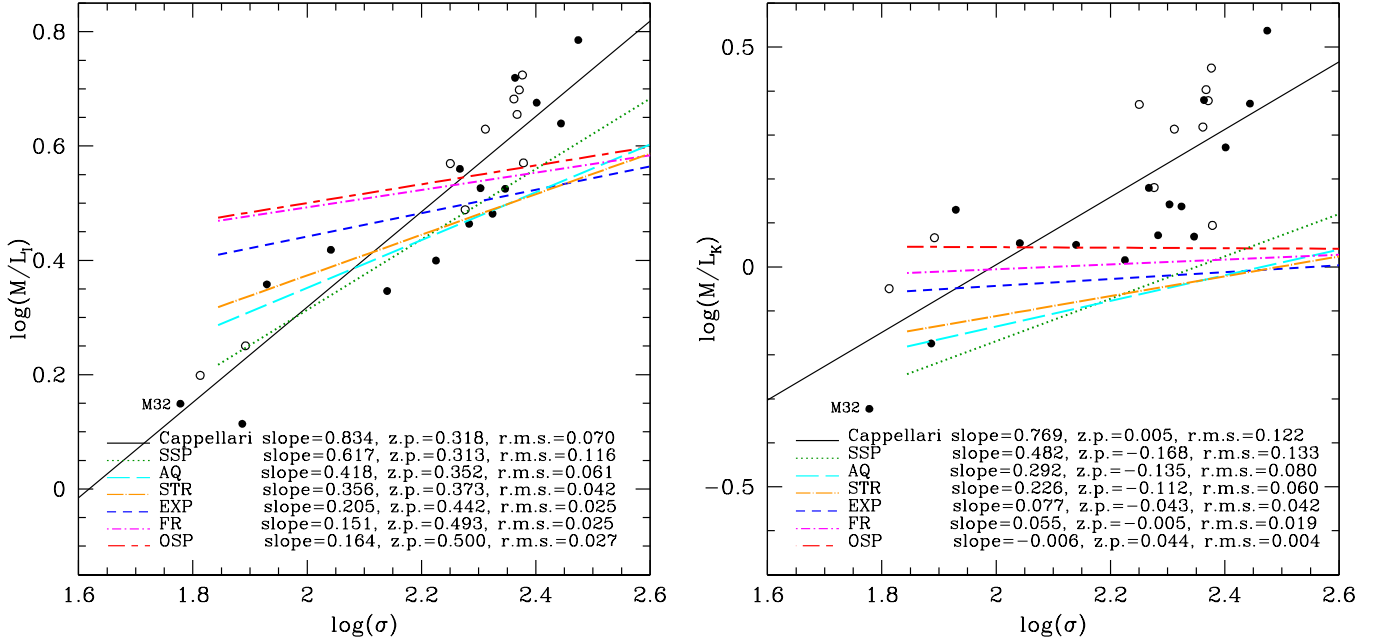 0.8
0.6
0.4
0.2
0
log(M/L_I)
M32
Cappellari slope=0.834, z.p.=0.318, r.m.s.=0.070
SSP slope=0.617, z.p.=0.313, r.m.s.=0.116
AQ slope=0.418, z.p.=0.352, r.m.s.=0.061
STR slope=0.356, z.p.=0.373, r.m.s.=0.042
EXP slope=0.205, z.p.=0.442, r.m.s.=0.025
FR slope=0.151, z.p.=0.493, r.m.s.=0.025
OSP slope=0.164, z.p.=0.500, r.m.s.=0.027
1.6 1.8 2 2.2 2.4 2.6
log(σ)
0.5
0
−0.5
log(M/L_K)
M32
Cappellari slope=0.769, z.p.=0.005, r.m.s.=0.122
SSP slope=0.482, z.p.=−0.168, r.m.s.=0.133
AQ slope=0.292, z.p.=−0.135, r.m.s.=0.080
STR slope=0.226, z.p.=−0.112, r.m.s.=0.060
EXP slope=0.077, z.p.=−0.043, r.m.s.=0.042
FR slope=0.055, z.p.=−0.005, r.m.s.=0.019
OSP slope=−0.006, z.p.=0.044, r.m.s.=0.004
1.6 1.8 2 2.2 2.4 2.6
log(σ)